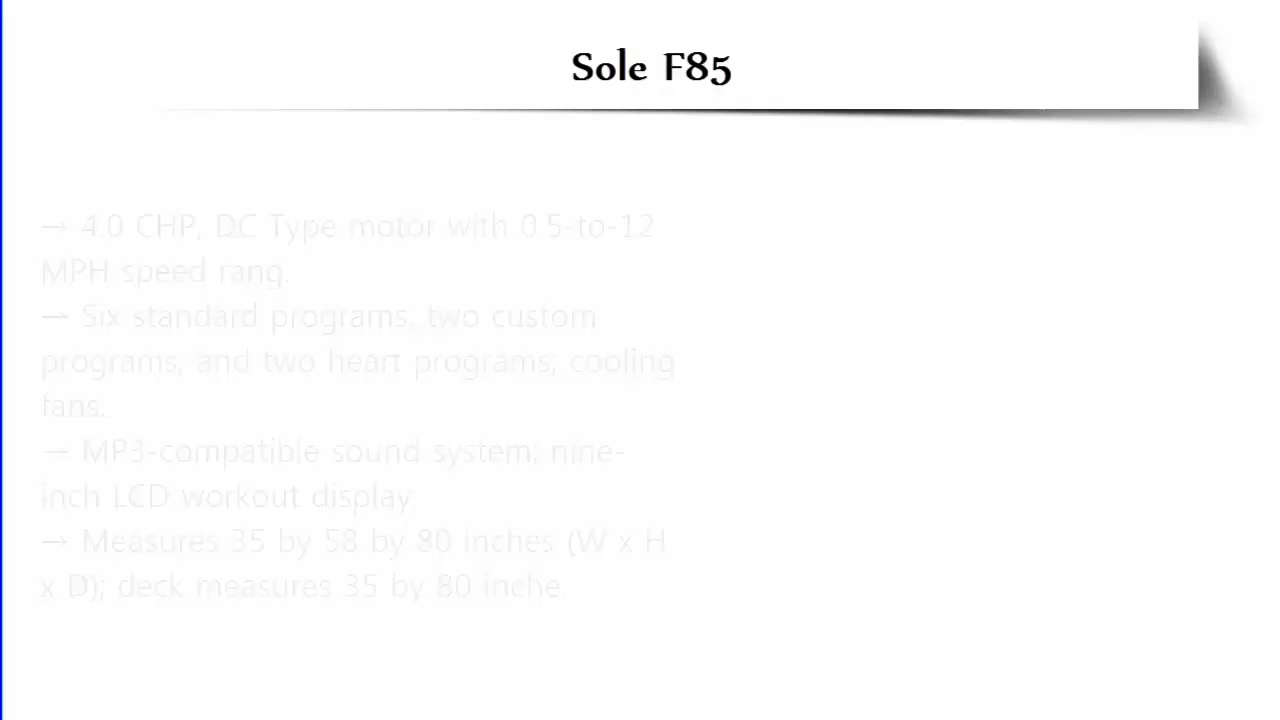 Sole F85
→ 4.0 CHP, DC Type motor with 0.5-to-12
MPH speed rang.
→ Six standard programs, two custom
programs, and two heart programs; cooling
fans.
→ MP3-compatible sound system; nine-
inch LCD workout display.
→ Measures 35 by 58 by 80 inches (W x H
x D); deck measures 35 by 80 inche.